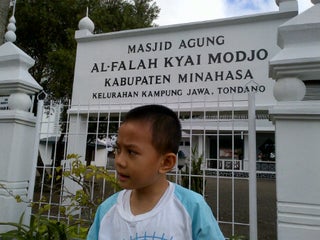 MASJID AGUNG
AL-FALAH KYAI MODJO
KABUPATEN MINAHASA
KELURAHAN KAMPUNG JAWA, TONDANO